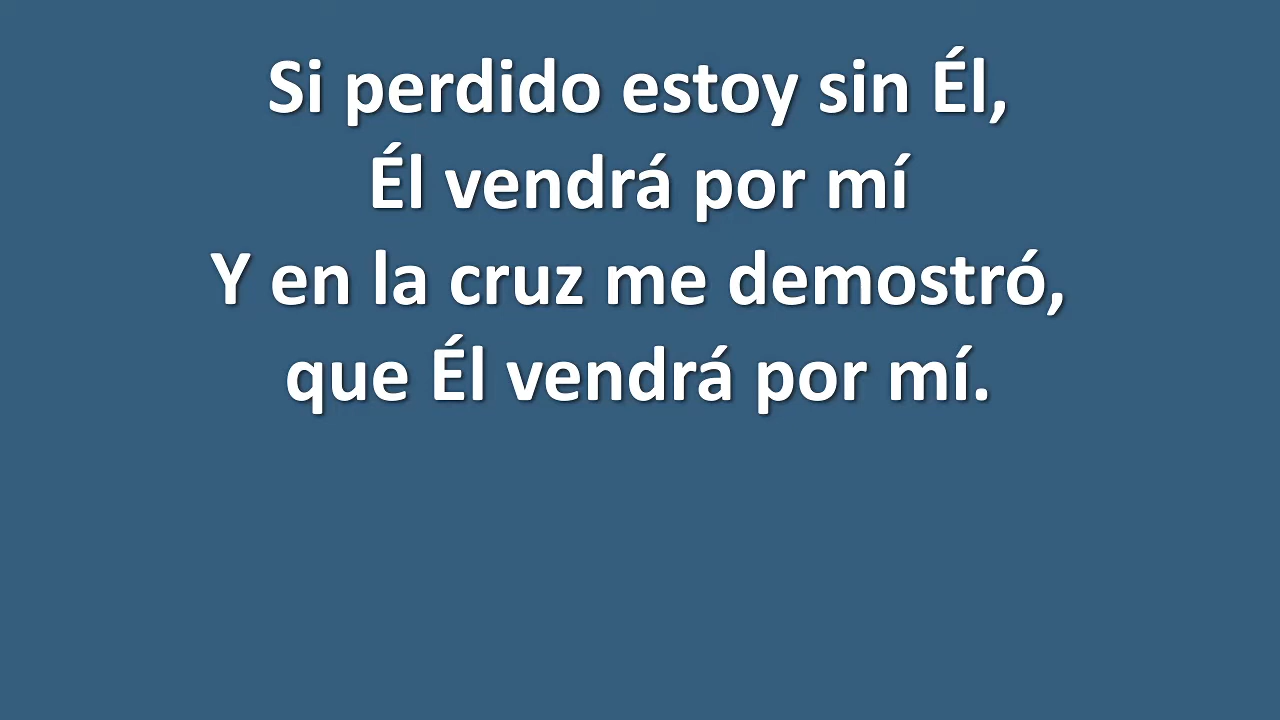 Si perdido estoy sin Él,
Él vendrá por mí
Y en la cruz me demostró,
que Él vendrá por mí.